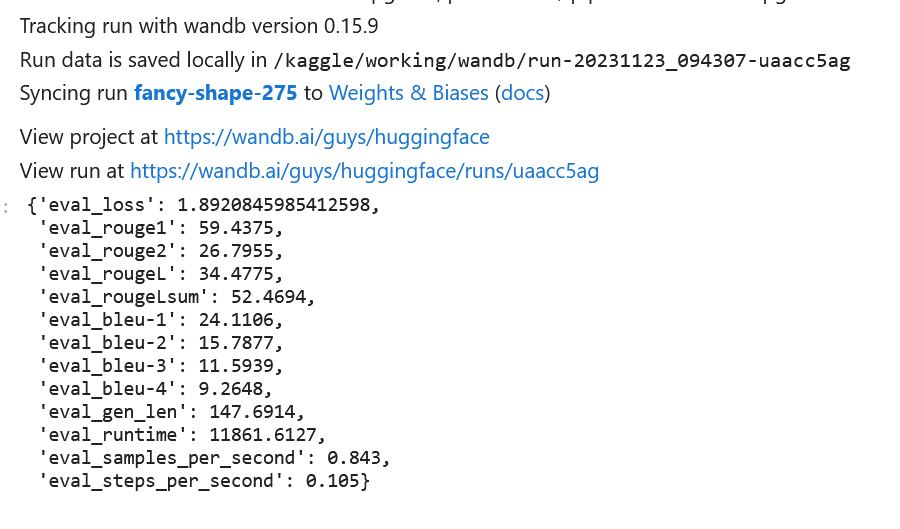 Tracking run with wandb version 0.15.9
Run data is saved locally in /kaggle/working/wandb/run-20231123_094307-uaacc5ag
Syncing run fancy-shape-275 to Weights & Biases (docs)
View project at https://wandb.ai/guys/huggingface
View run at https://wandb.ai/guys/huggingface/runs/uaacc5ag
: {'eval_loss': 1.8920845985412598,
'eval_rouge1': 59.4375,
'eval_rouge2': 26.7955,
'eval_rougeL': 34.4775,
'eval_rougeLsum': 52.4694,
'eval_bleu-1': 24.1106,
'eval_bleu-2': 15.7877,
'eval_bleu-3': 11.5939,
'eval_bleu-4': 9.2648,
'eval_gen_len': 147.6914,
'eval_runtime': 11861.6127,
'eval_samples_per_second': 0.843,
'eval_steps_per_second': 0.105}